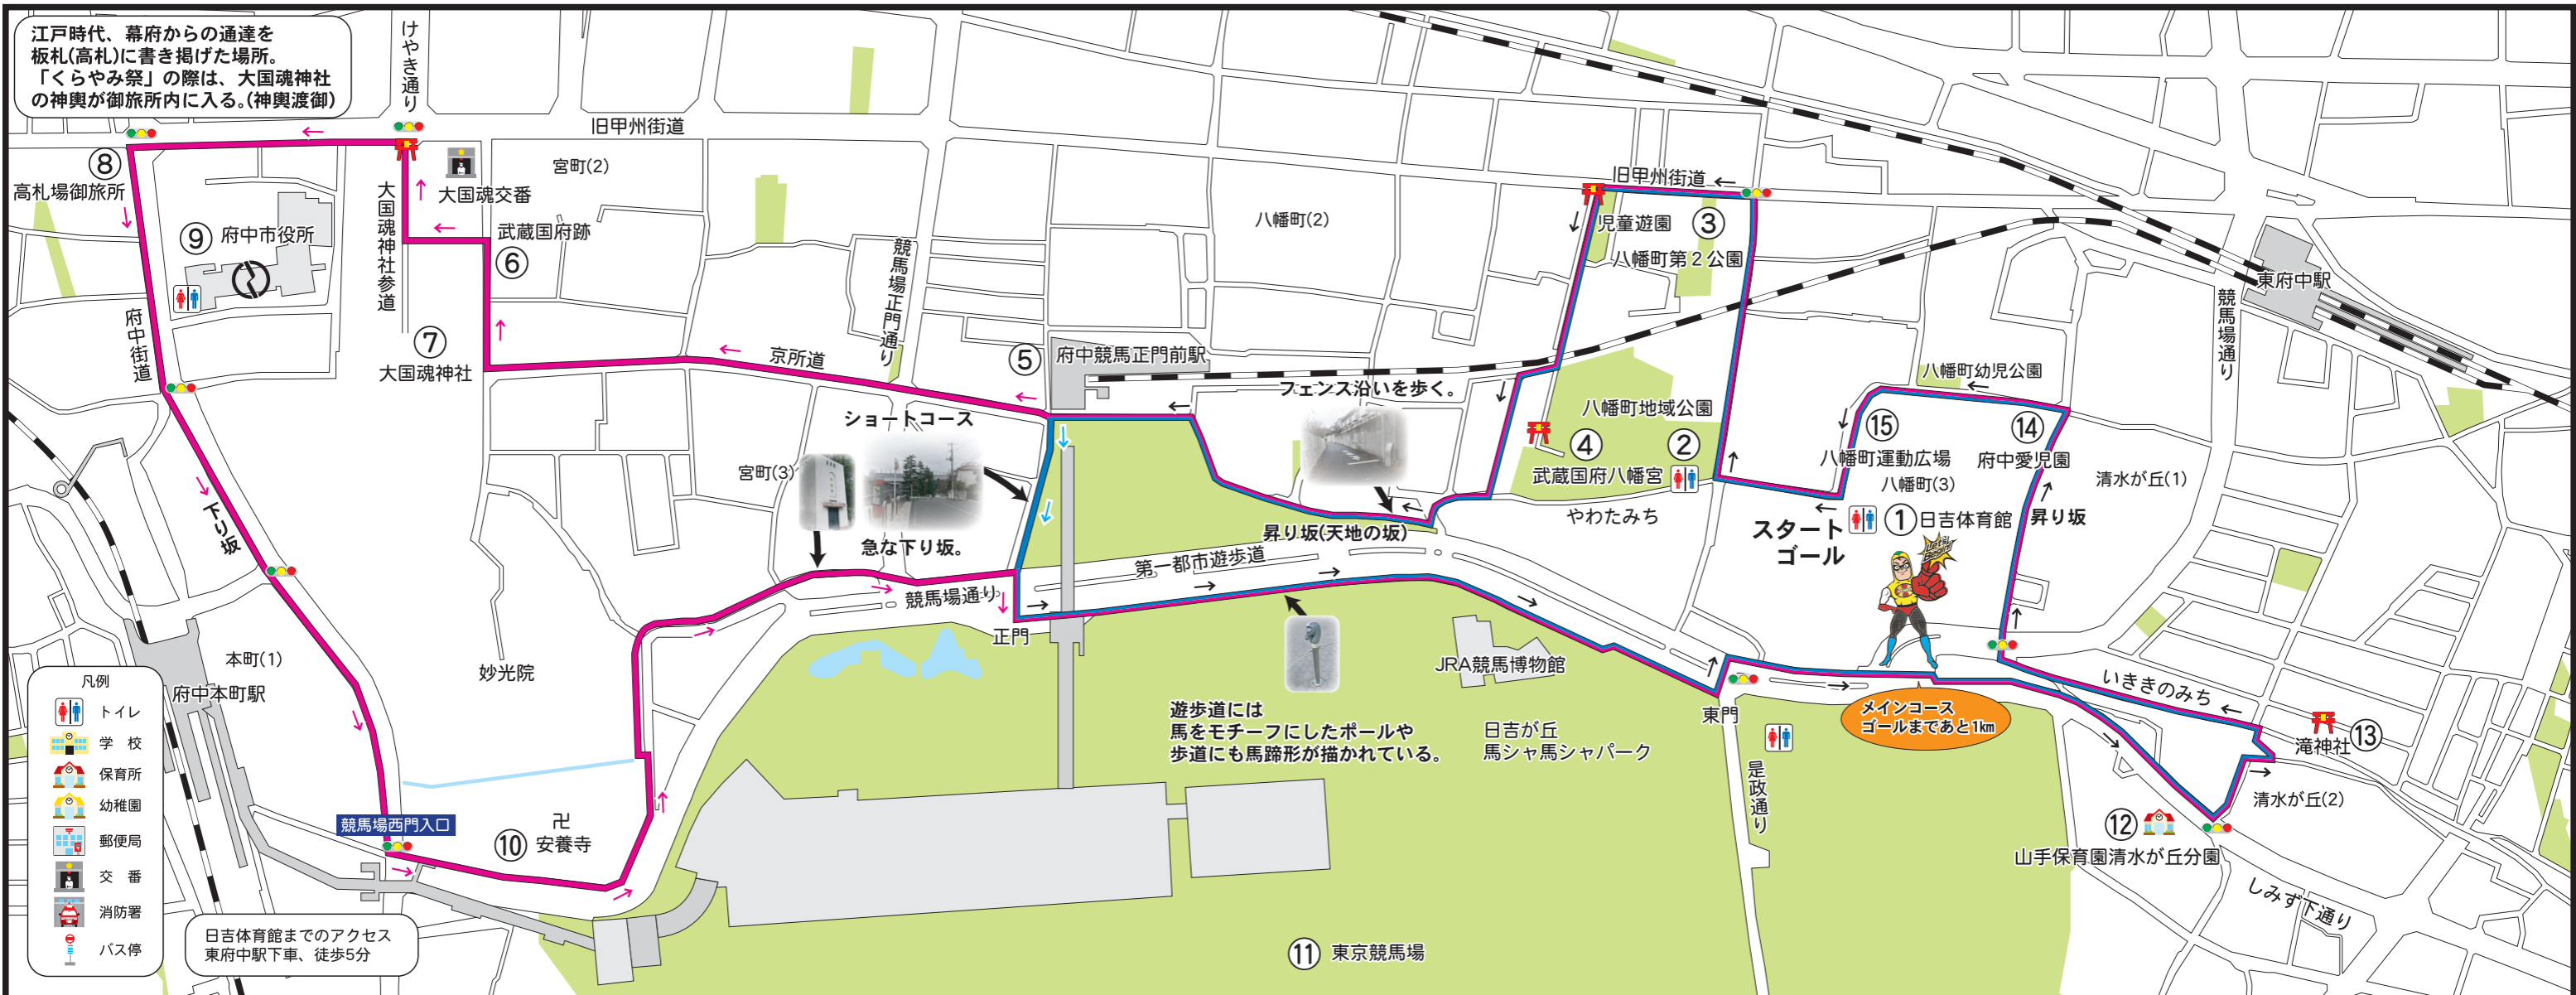 江戸時代、幕府からの通達を
板札(高札)に書き掲げた場所。
「くらやみ祭」の際は、大国魂神社
の神輿が御旅所内に入る。(神輿渡御)
けやき通り
旧甲州街道
⑧
高札場御旅所
大国魂交番
宮町(2)
大国魂神社参道
⑨ 府中市役所
武蔵国府跡
⑥
府中街道
⑦
大国魂神社
競馬場正門通り
京所道
八幡町(2)
⑤ 府中競馬正門前駅
旧甲州街道
児童遊園 ③
八幡町第2公園
東府中駅
競馬場通り
フェンス沿いを歩く。
八幡町幼児公園
ショートコース
八幡町地域公園
④ ②
武蔵国府八幡宮
⑮
八幡町運動広場
⑭
府中愛児園
八幡町(3)
清水が丘(1)
宮町(3)
やわたみち
スタート
ゴール
① 日吉体育館
昇り坂
下り坂
急な下り坂。
昇り坂(天地の坂)
第一都市遊歩道
競馬場通り
正門
JRA競馬博物館
本町(1)
府中本町駅
妙光院
遊歩道には
馬をモチーフにしたポールや
歩道にも馬蹄形が描かれている。
日吉が丘
馬シャ馬シャパーク
東門
是政通り
メインコース
ゴールまであと1km
いききのみち
滝神社 ⑬
清水が丘(2)
⑫
山手保育園清水が丘分園
しみず下通り
競馬場西門入口
卍
⑩ 安養寺
⑪ 東京競馬場
凡例
トイレ
学 校
保育所
幼稚園
郵便局
交 番
消防署
バス停
日吉体育館までのアクセス
東府中駅下車、徒歩5分